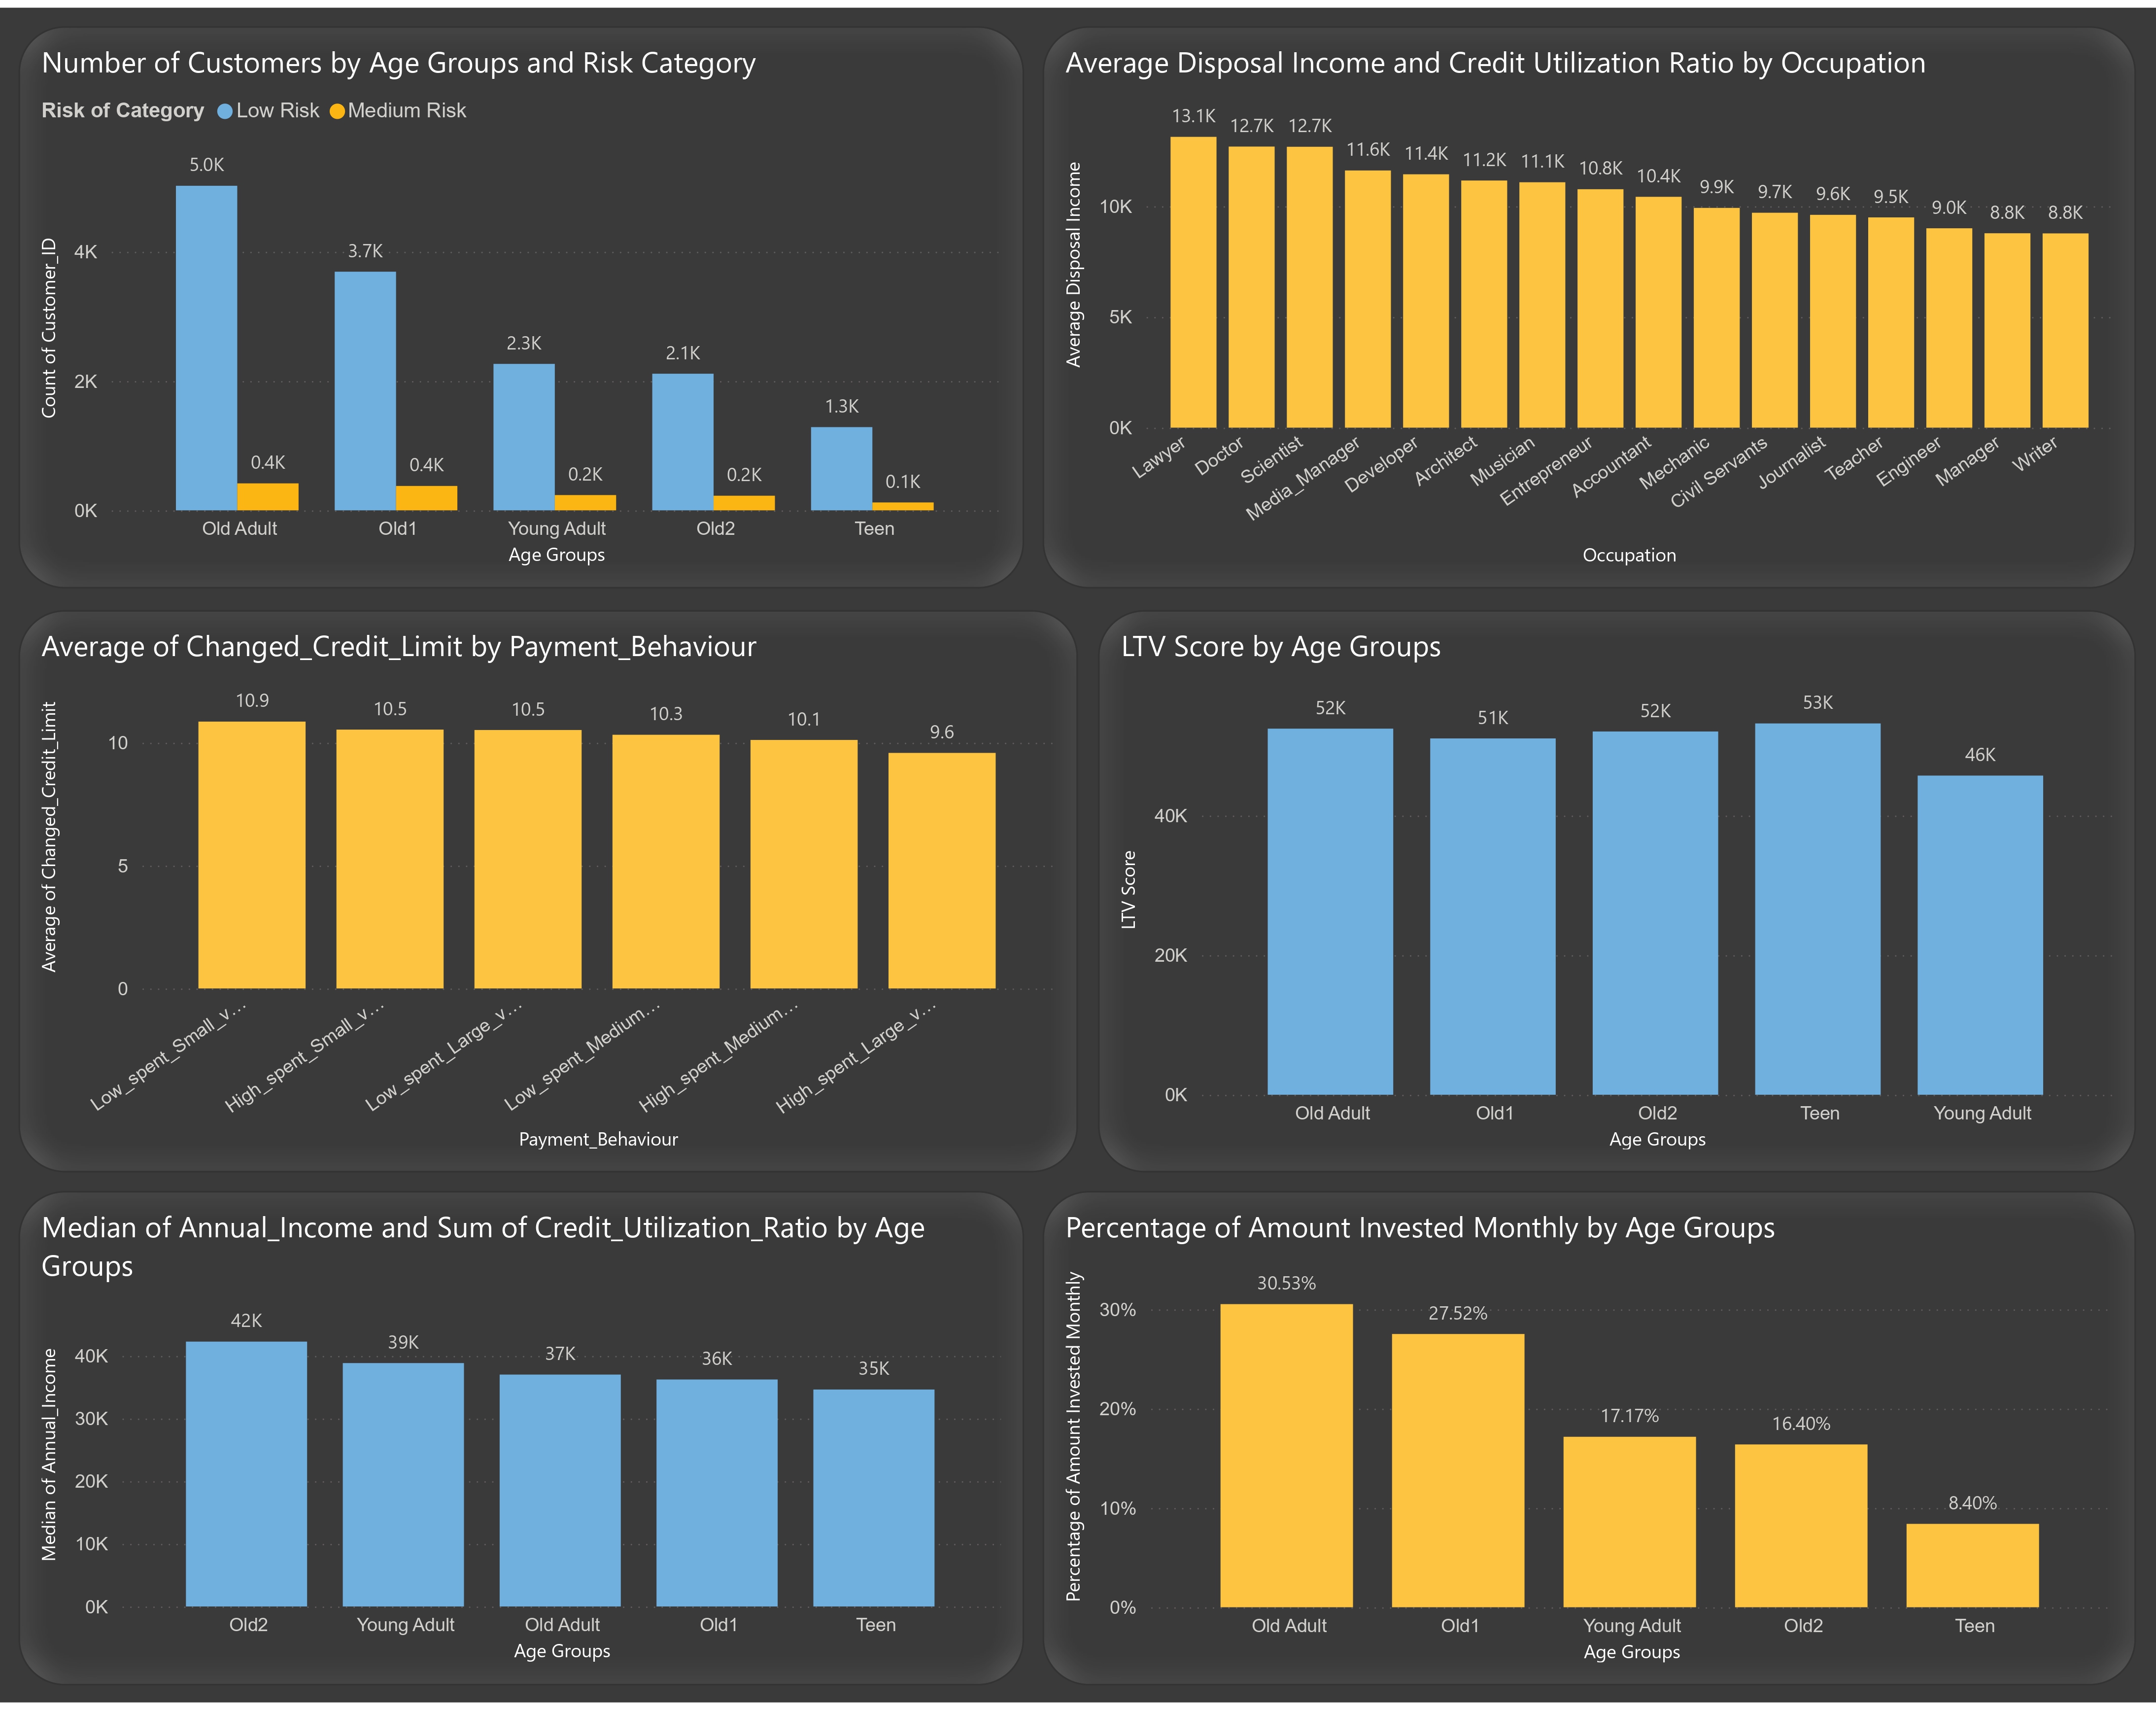 Number of Customers by Age Groups and Risk Category
Risk of Category Low Risk Medium Risk
Count of Customer_ID
4K
2K
0K
5.0K
0.4K
3.7K
0.4K
2.3K
0.2K
2.1K
0.2K
1.3K
0.1K
Old Adult Old1 Young Adult Old2 Teen
Age Groups
Average Disposal Income and Credit Utilization Ratio by Occupation
Average Disposal Income
10K
5K
0K
13.1K 12.7K 12.7K 11.6K 11.4K 11.2K 11.1K 10.8K 10.4K 9.9K 9.7K 9.6K 9.5K 9.0K 8.8K 8.8K
Lawyer Doctor Scientist Media_Manager Developer Architect Musician Entrepreneur Accountant Mechanic Civil Servants Journalist Teacher Engineer Manager Writer
Occupation
Average of Changed_Credit_Limit by Payment_Behaviour
Average of Changed_Credit_Limit
10
5
0
10.9 10.5 10.5 10.3 10.1 9.6
Low_spent_Small_v... High_spent_Small_v... Low_spent_Large_v... Low_spent_Medium... High_spent_Medium... High_spent_Large_v...
Payment_Behaviour
LTV Score by Age Groups
LTV Score
40K
20K
0K
52K 51K 52K 53K 46K
Old Adult Old1 Old2 Teen Young Adult
Age Groups
Median of Annual_Income and Sum of Credit_Utilization_Ratio by Age
Groups
Median of Annual_Income
40K
30K
20K
10K
0K
42K 39K 37K 36K 35K
Old2 Young Adult Old Adult Old1 Teen
Age Groups
Percentage of Amount Invested Monthly by Age Groups
Percentage of Amount Invested Monthly
30%
20%
10%
0%
30.53% 27.52% 17.17% 16.40% 8.40%
Old Adult Old1 Young Adult Old2 Teen
Age Groups